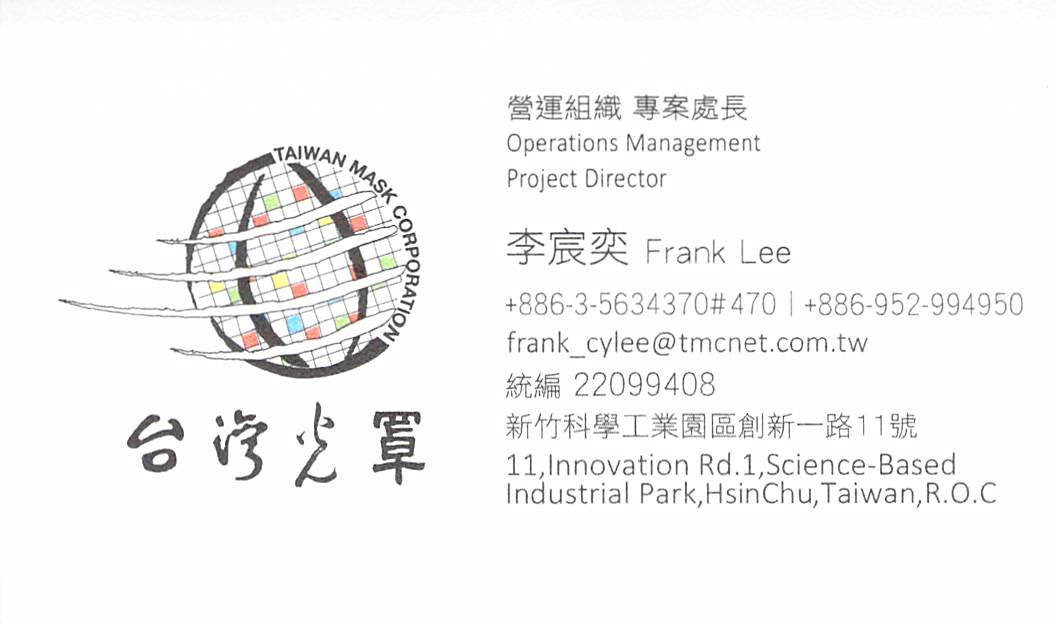 營運組織 專案處長
Operations Management
Project Director
李宸奕 Frank Lee
+886-3-5634370#470 | +886-952-994950
frank_cylee@tmcnet.com.tw
統編 22099408
新竹科學工業園區創新一路11號
11,Innovation Rd.1,Science-Based
Industrial Park,HsinChu,Taiwan,R.O.C
TAIWAN MASK CORPORATION
台灣光罩